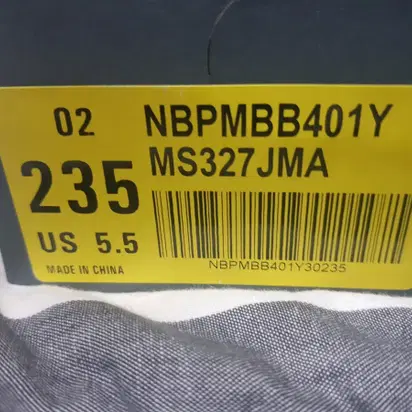 02 NBPMBB401Y
235 MS327JMA
US 5.5
MADE IN CHINA
NBPMBB401Y30235